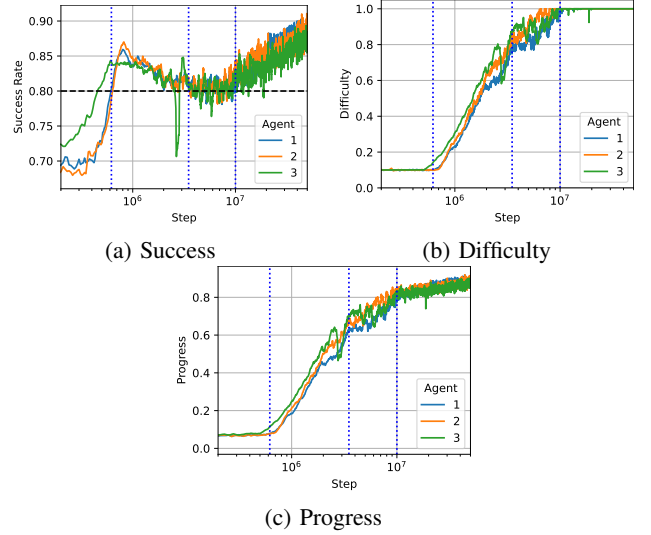 0.90
0.85
0.80
0.75
0.70
Success Rate
Agent
1
2
3
10^6
10^7
Step
(a) Success
1.0
0.8
0.6
0.4
0.2
0.0
Difficulty
Agent
1
2
3
10^6
10^7
Step
(b) Difficulty
0.8
0.6
0.4
0.2
0.0
Progress
Agent
1
2
3
10^6
10^7
Step
(c) Progress